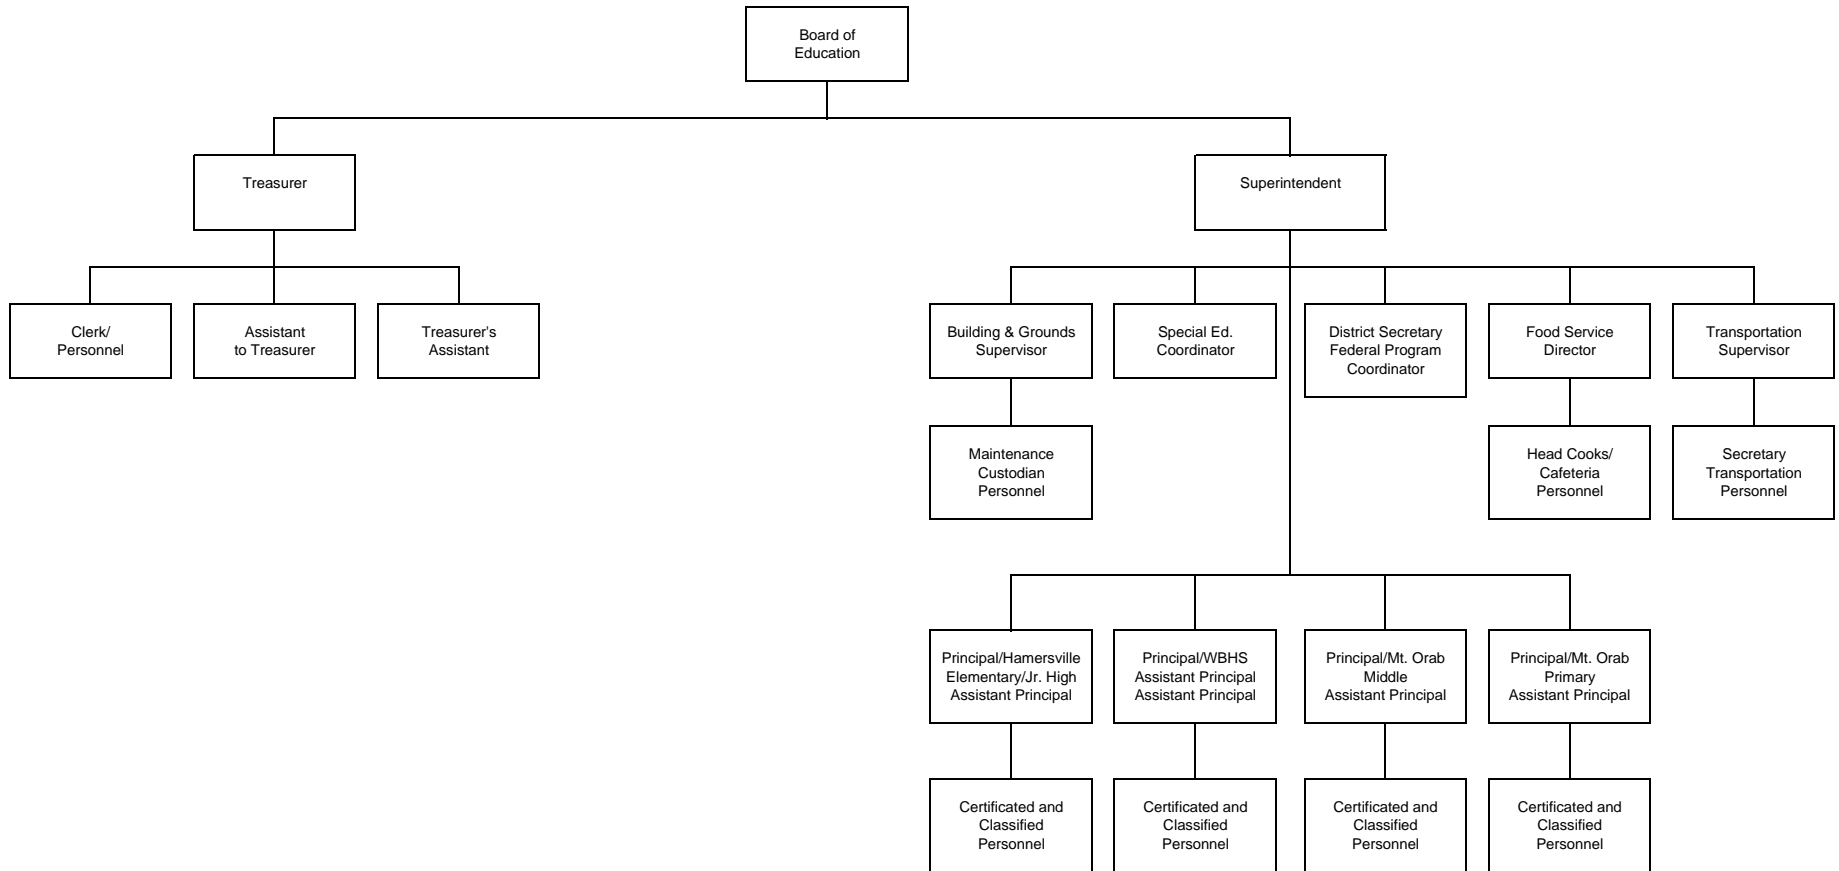 Board of
Education
Treasurer
Superintendent
Clerk/
Personnel
Assistant
to Treasurer
Treasurer's
Assistant
Building & Grounds
Supervisor
Special Ed.
Coordinator
District Secretary
Federal Program
Coordinator
Food Service
Director
Transportation
Supervisor
Maintenance
Custodian
Personnel
Head Cooks/
Cafeteria
Personnel
Secretary
Transportation
Personnel
Principal/Hamersville
Elementary/Jr. High
Assistant Principal
Principal/WBHS
Assistant Principal
Assistant Principal
Principal/Mt. Orab
Middle
Assistant Principal
Principal/Mt. Orab
Primary
Assistant Principal
Certificated and
Classified
Personnel
Certificated and
Classified
Personnel
Certificated and
Classified
Personnel
Certificated and
Classified
Personnel